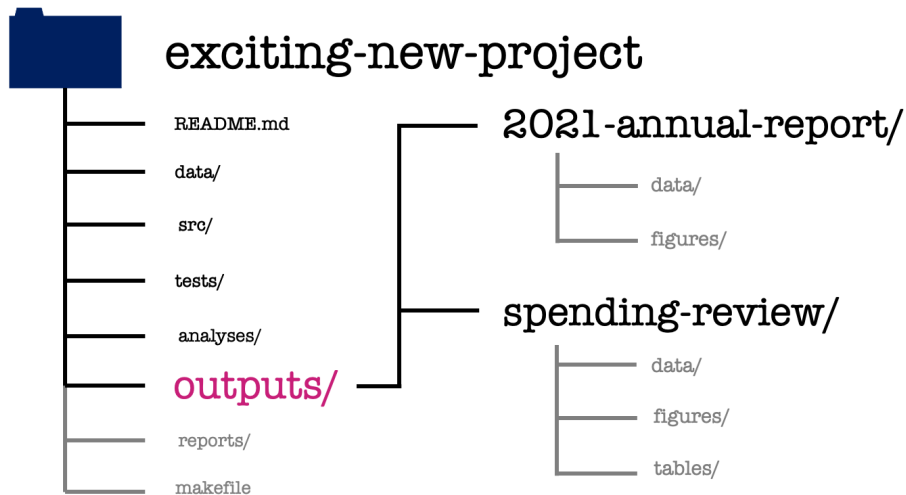 exciting-new-project
README.md
data/
src/
tests/
analyses/
outputs/
reports/
makefile
2021-annual-report/
data/
figures/
spending-review/
data/
figures/
tables/